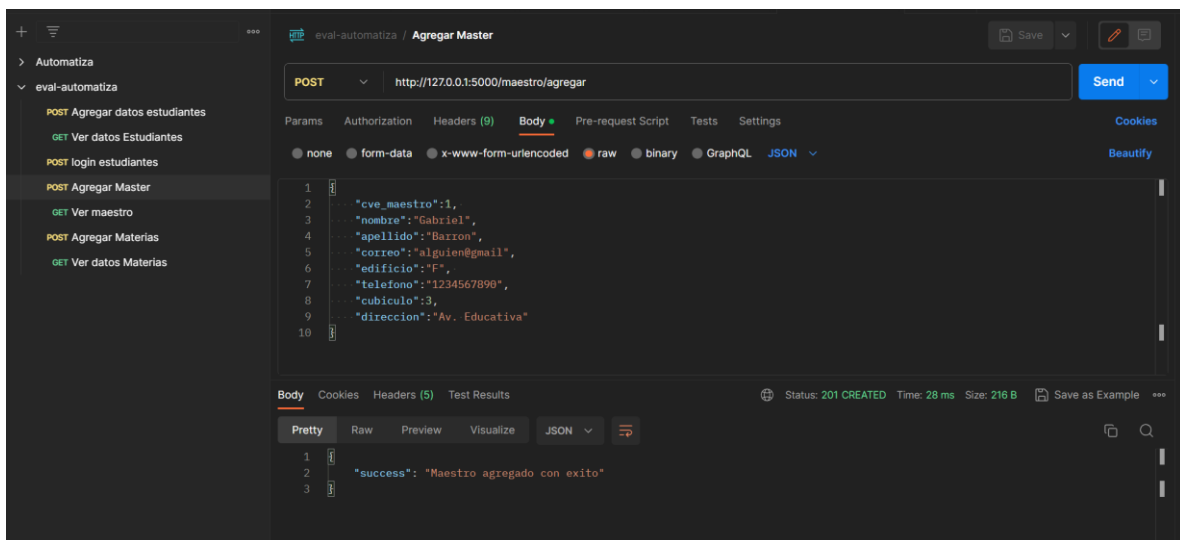 HTTP eval-automatiza / Agregar Master Save
Automatiza
eval-automatiza
POST Agregar datos estudiantes
GET Ver datos Estudiantes
POST login estudiantes
POST Agregar Master
GET Ver maestro
POST Agregar Materias
GET Ver datos Materias
POST http://127.0.0.1:5000/maestro/agregar Send
Params Authorization Headers (9) Body Pre-request Script Tests Settings Cookies
none form-data x-www-form-urlencoded raw binary GraphQL JSON Beautify
1 {
2 "cve_maestro":1,
3 "nombre":"Gabriel",
4 "apellido":"Barron",
5 "correo":"alguien@gmail",
6 "edificio":"F",
7 "telefono":"1234567890",
8 "cubiculo":3,
9 "direccion":"Av. Educativa"
10 }
Body Cookies Headers (5) Test Results Status: 201 CREATED Time: 28 ms Size: 216 B Save as Example
Pretty Raw Preview Visualize JSON
1 {
2 "success": "Maestro agregado con exito"
3 }